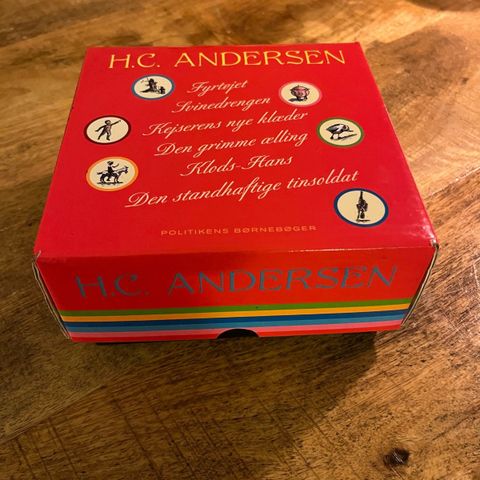 H.C. ANDERSEN
Fyrtøjet
Svinedrengen
Kejserens nye klæder
Den grimme ælling
Klods-Hans
Den standhaftige tinsoldat
POLITIKENS BØRNEBØGER
H.C. ANDERSEN